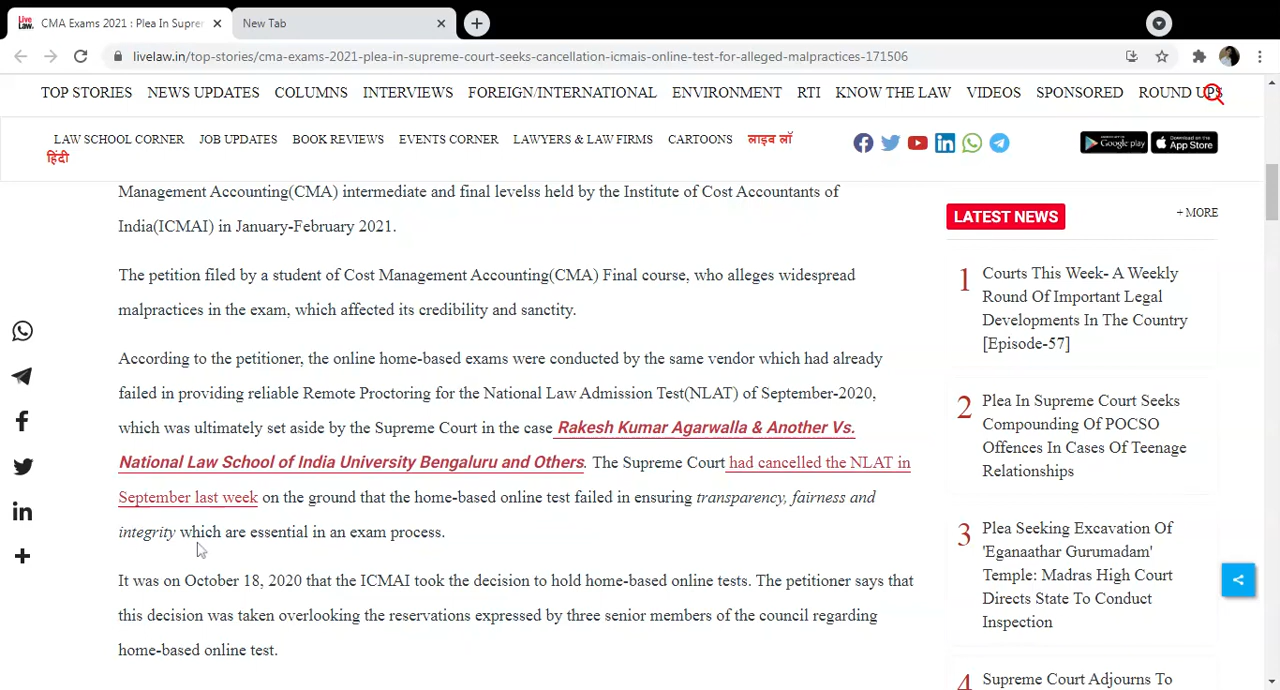 Live Law. CMA Exams 2021 : Plea In Suprer
New Tab
livelaw.in/top-stories/cma-exams-2021-plea-in-supreme-court-seeks-cancellation-icmais-online-test-for-alleged-malpractices-171506
TOP STORIES NEWS UPDATES COLUMNS INTERVIEWS FOREIGN/INTERNATIONAL ENVIRONMENT RTI KNOW THE LAW VIDEOS SPONSORED ROUND UPS
LAW SCHOOL CORNER JOB UPDATES BOOK REVIEWS EVENTS CORNER LAWYERS & LAW FIRMS CARTOONS लाइव लॉ
हिंदी
Google play
Download on the App Store
Management Accounting(CMA) intermediate and final levelss held by the Institute of Cost Accountants of
India(ICMAI) in January-February 2021.
The petition filed by a student of Cost Management Accounting(CMA) Final course, who alleges widespread
malpractices in the exam, which affected its credibility and sanctity.
According to the petitioner, the online home-based exams were conducted by the same vendor which had already
failed in providing reliable Remote Proctoring for the National Law Admission Test(NLAT) of September-2020,
which was ultimately set aside by the Supreme Court in the case Rakesh Kumar Agarwalla & Another Vs.
National Law School of India University Bengaluru and Others. The Supreme Court had cancelled the NLAT in
September last week on the ground that the home-based online test failed in ensuring transparency, fairness and
integrity which are essential in an exam process.
It was on October 18, 2020 that the ICMAI took the decision to hold home-based online tests. The petitioner says that
this decision was taken overlooking the reservations expressed by three senior members of the council regarding
home-based online test.
LATEST NEWS
+ MORE
1 Courts This Week- A Weekly
Round Of Important Legal
Developments In The Country
[Episode-57]
2 Plea In Supreme Court Seeks
Compounding Of POCSO
Offences In Cases Of Teenage
Relationships
3 Plea Seeking Excavation Of
'Eganaathar Gurumadam'
Temple: Madras High Court
Directs State To Conduct
Inspection
4 Supreme Court Adjourns To